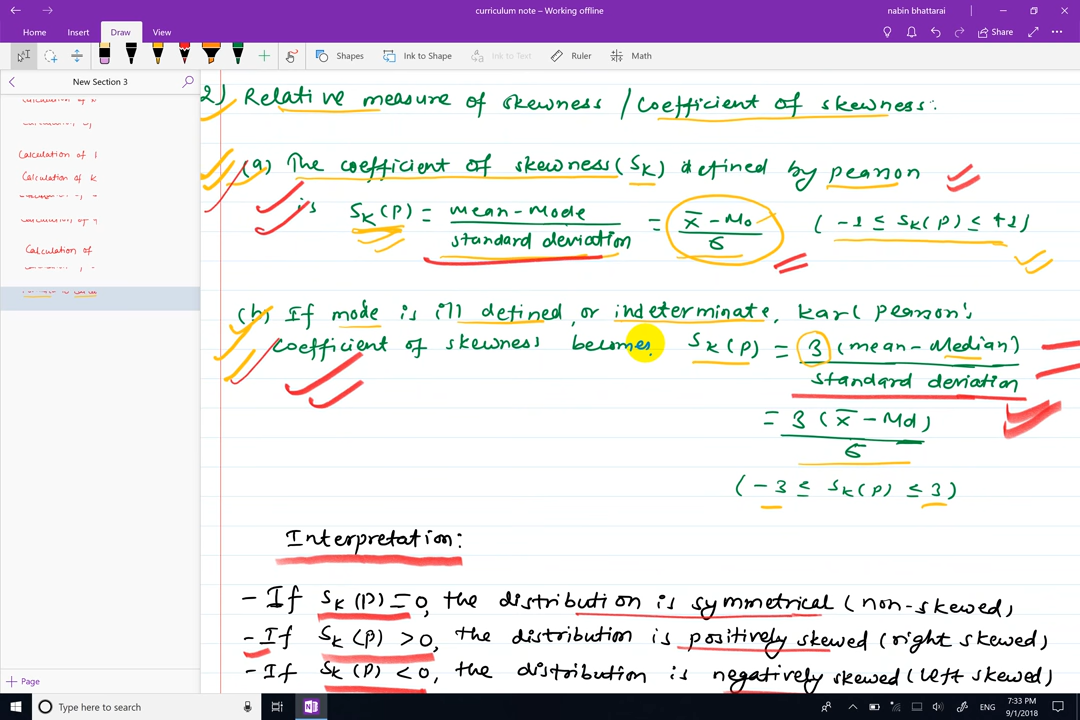 curriculum note – Working offline
nabin bhattarai
Home Insert Draw View
Share
Shapes Ink to Shape Ink to Text Ruler Math
New Section 3
Calculation of
Calculation of
Calculation of
2) Relative measure of skewness / coefficient of skewness:
(a) The coefficient of skewness (Sk) defined by pearson
is Sk(P) = mean - Mode / standard deviation = x̄ - Mo / σ (-1 ≤ Sk(P) ≤ +1)
(b) If mode is ill defined, or indeterminate, karl pearson's
coefficient of skewness becomes, Sk(P) = 3 (mean - Median) / standard deviation
= 3 (x̄ - Md) / σ
(-3 ≤ Sk(P) ≤ 3)
Interpretation:
- If Sk(P) = 0, the distribution is symmetrical (non-skewed)
- If Sk(P) > 0, the distribution is positively skewed (right skewed)
- If Sk(P) < 0, the distribution is negatively skewed (left skewed)
+ Page
Type here to search
ENG
7:33 PM
9/1/2018